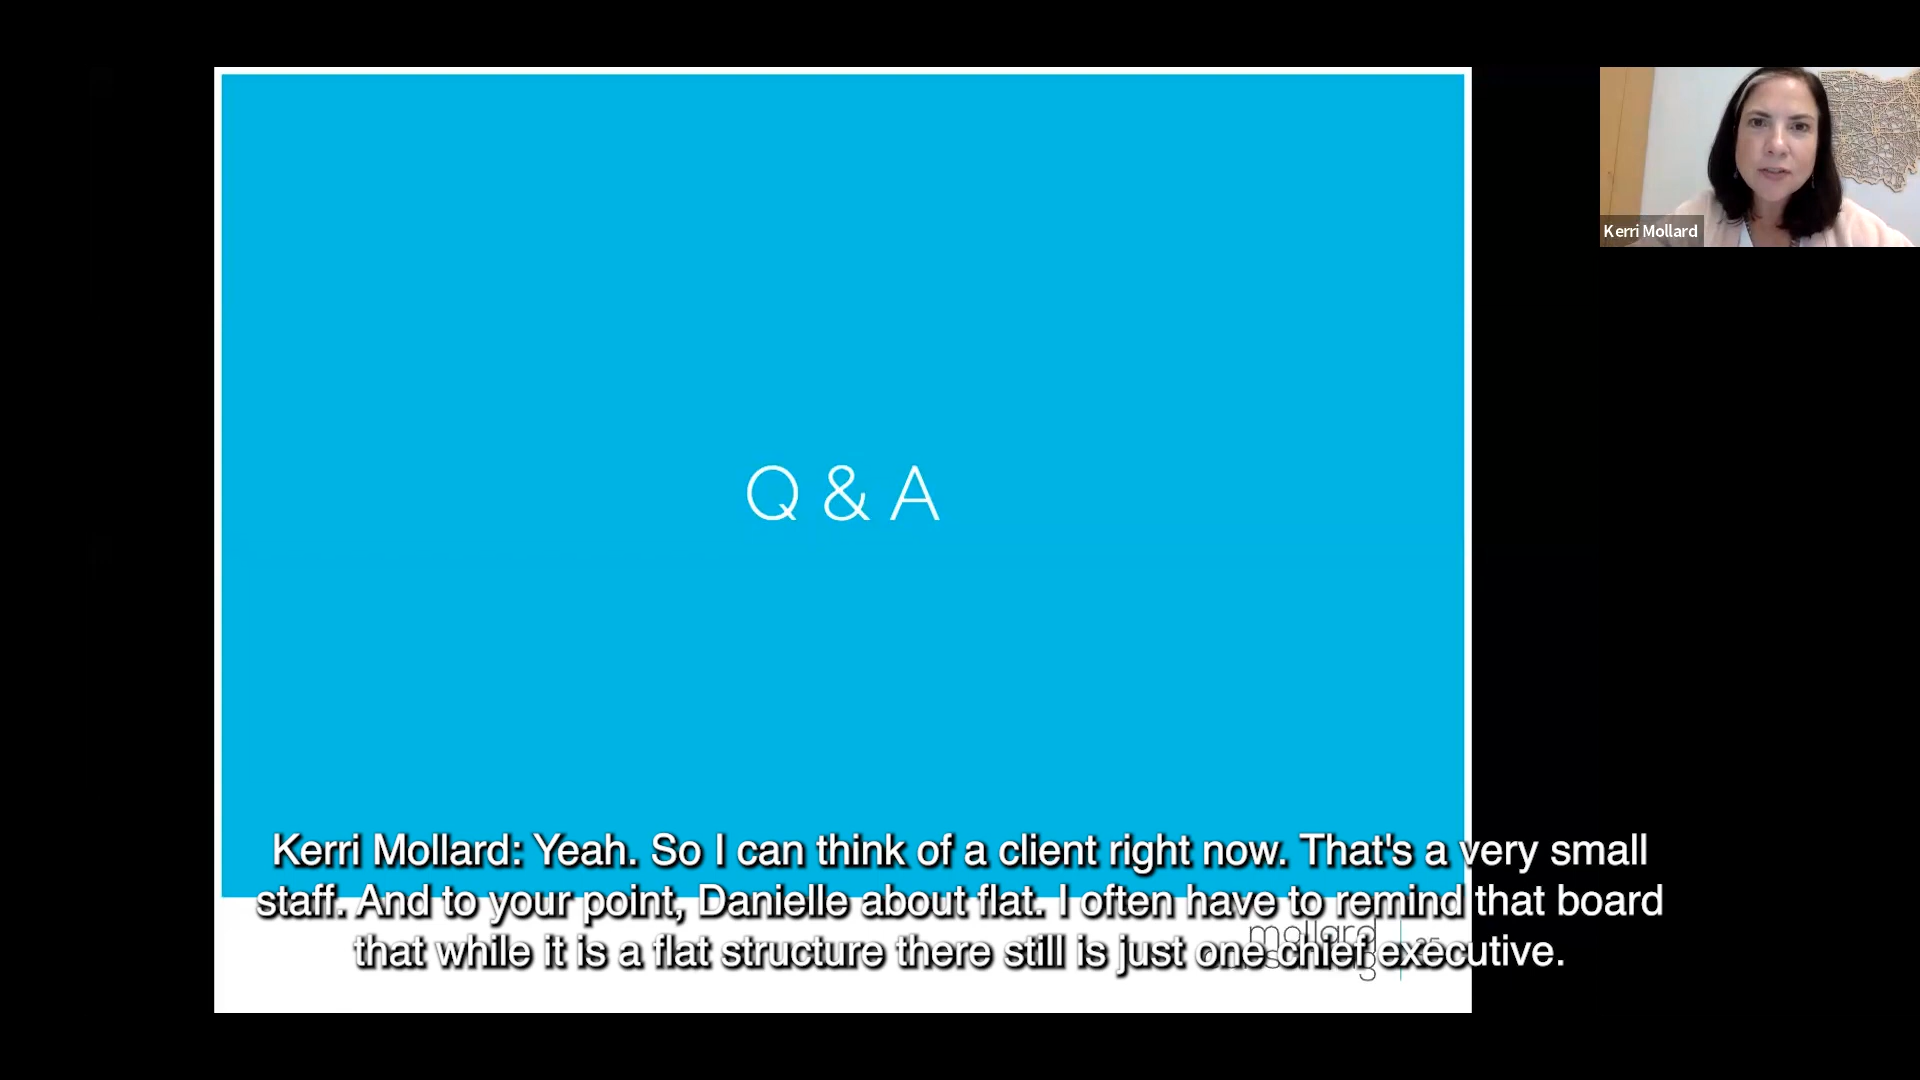 Q & A
Kerri Mollard
Kerri Mollard: Yeah. So I can think of a client right now. That's a very small
staff. And to your point, Danielle about flat. I often have to remind that board
that while it is a flat structure there still is just one chief executive.
mollard